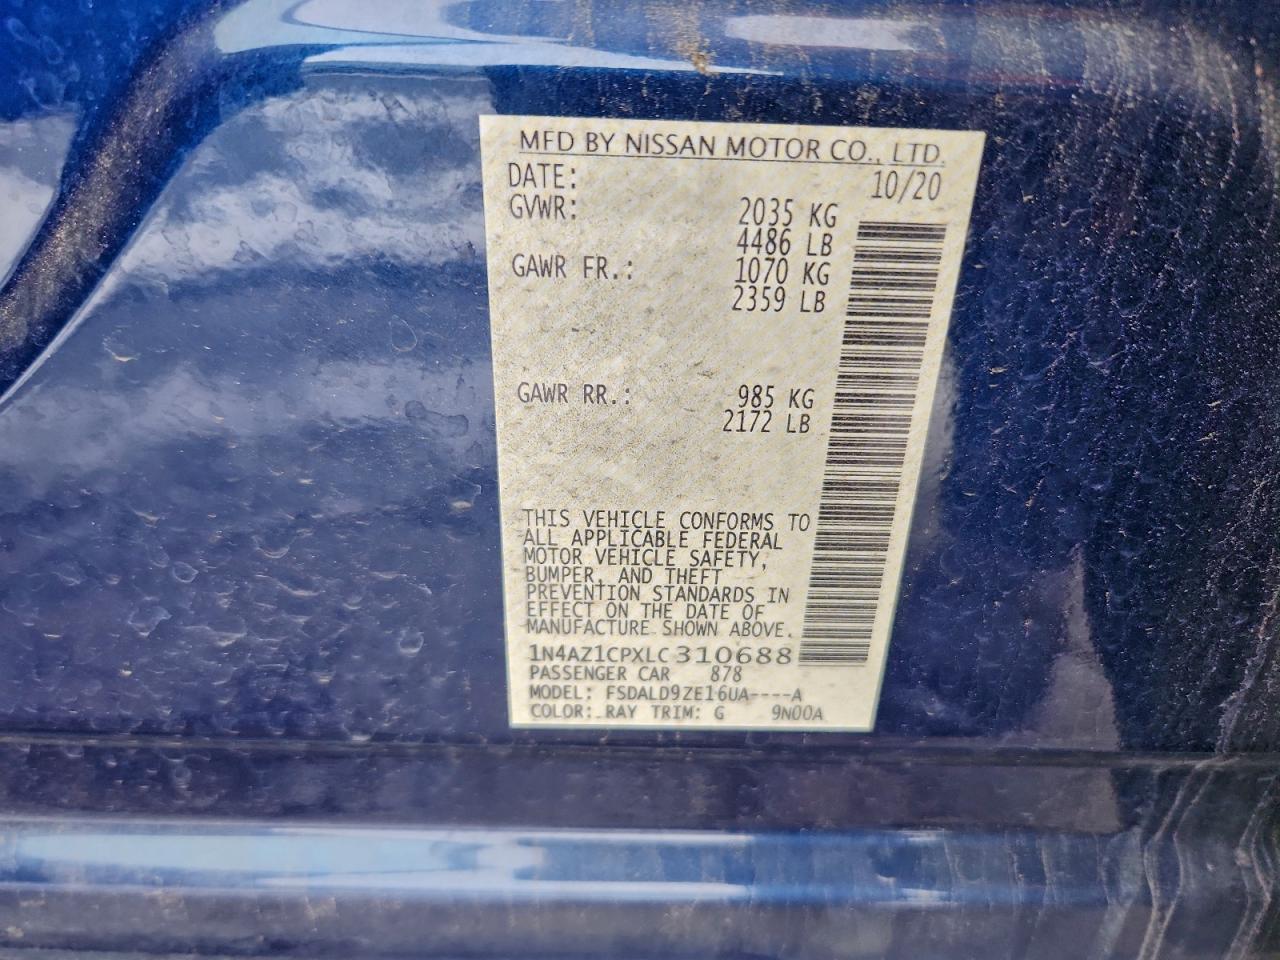 MFD BY NISSAN MOTOR CO., LTD.
DATE: 10/20
GVWR: 2035 KG
4486 LB
GAWR FR.: 1070 KG
2359 LB
GAWR RR.: 985 KG
2172 LB
THIS VEHICLE CONFORMS TO
ALL APPLICABLE FEDERAL
MOTOR VEHICLE SAFETY,
BUMPER, AND THEFT
PREVENTION STANDARDS IN
EFFECT ON THE DATE OF
MANUFACTURE SHOWN ABOVE.
1N4AZ1CPXLC310688
PASSENGER CAR 878
MODEL: FSDALD9ZE16UA----A
COLOR: RAY TRIM: G 9N00A